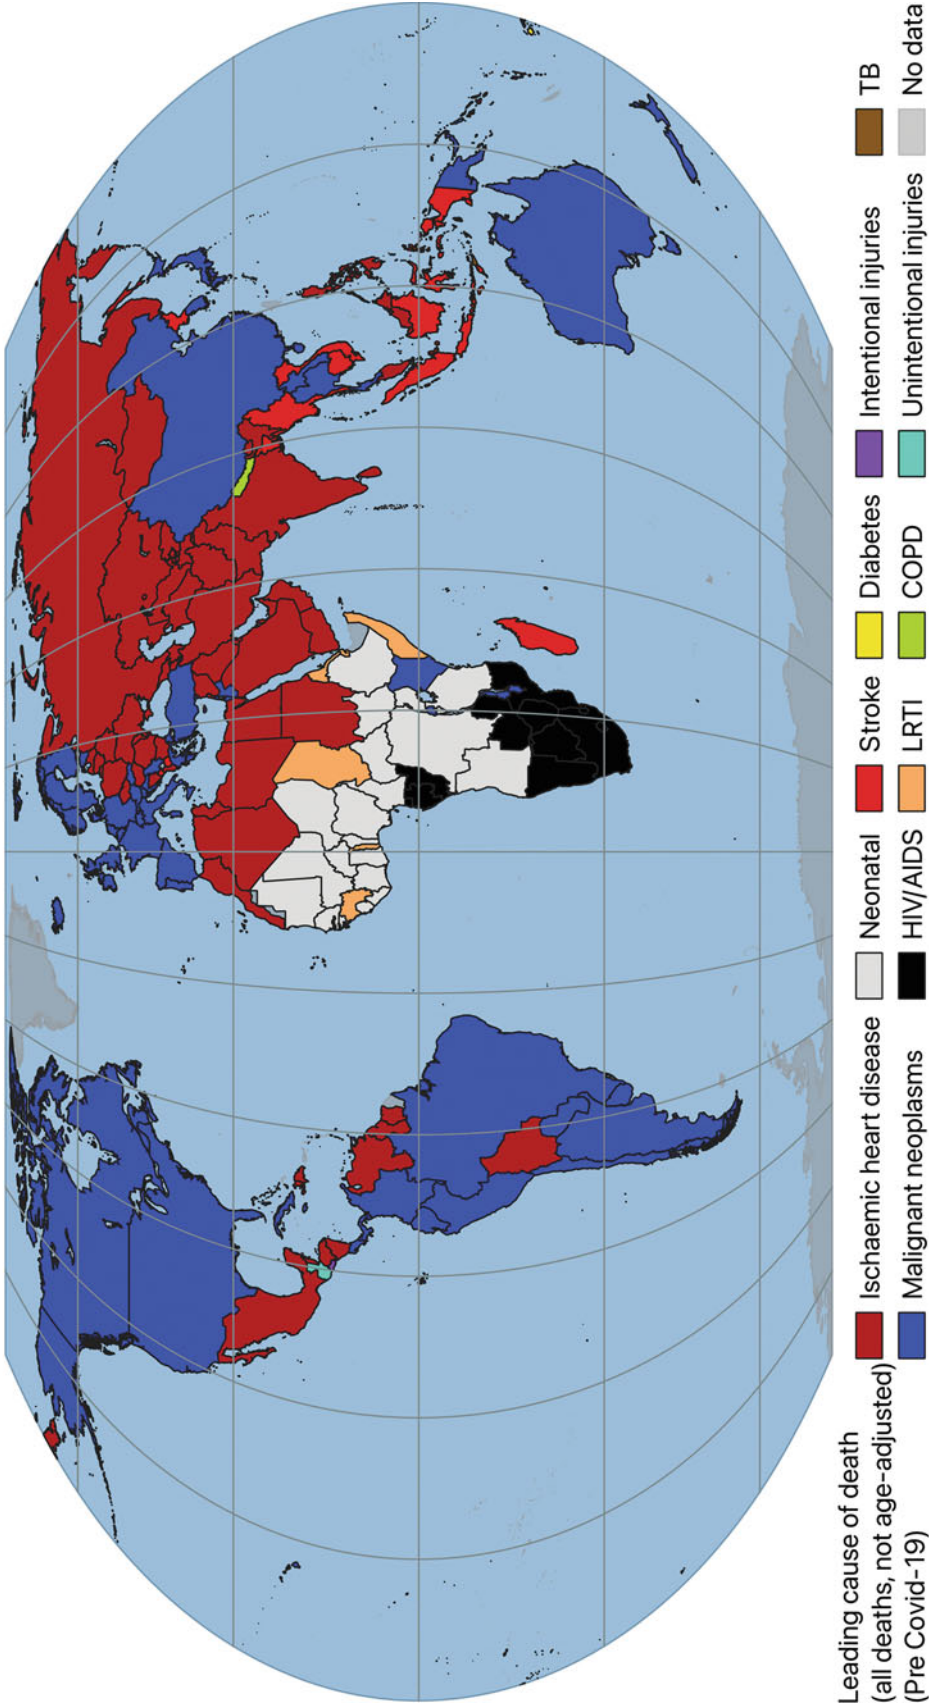 Leading cause of death
(all deaths, not age-adjusted)
(Pre Covid-19)
Ischaemic heart disease
Malignant neoplasms
Neonatal
HIV/AIDS
Stroke
LRTI
Diabetes
COPD
Intentional injuries
Unintentional injuries
TB
No data